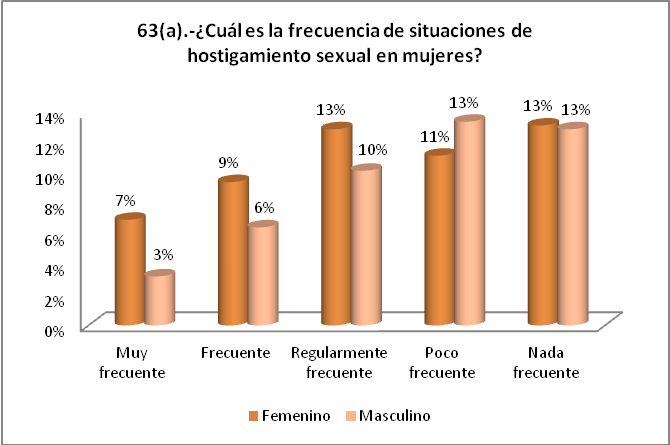 63(a).-¿Cuál es la frecuencia de situaciones de
hostigamiento sexual en mujeres?
14%
12%
10%
8%
6%
4%
2%
0%
7%
3%
9%
6%
13%
10%
11%
13%
13%
13%
Muy
frecuente
Frecuente
Regularmente
frecuente
Poco
frecuente
Nada
frecuente
Femenino
Masculino